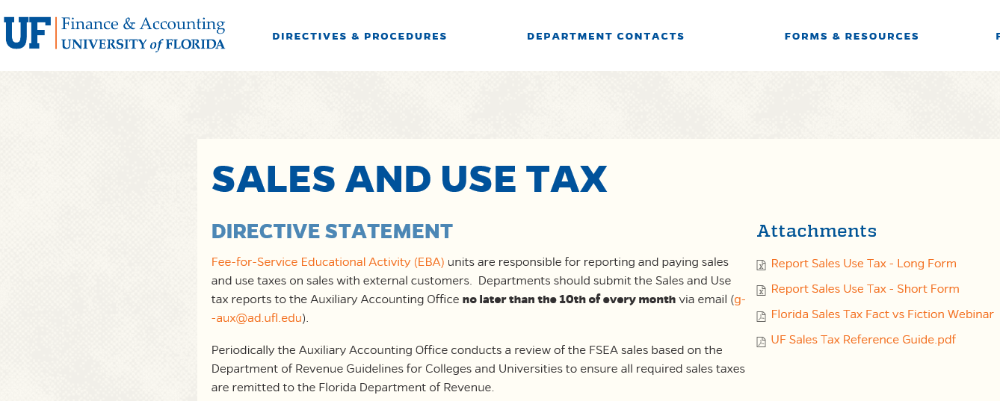 UF Finance & Accounting
UNIVERSITY of FLORIDA
DIRECTIVES & PROCEDURES
DEPARTMENT CONTACTS
FORMS & RESOURCES
SALES AND USE TAX
DIRECTIVE STATEMENT
Fee-for-Service Educational Activity (EBA) units are responsible for reporting and paying sales
and use taxes on sales with external customers.  Departments should submit the Sales and Use
tax reports to the Auxiliary Accounting Office no later than the 10th of every month via email (g-
-aux@ad.ufl.edu).
Periodically the Auxiliary Accounting Office conducts a review of the FSEA sales based on the
Department of Revenue Guidelines for Colleges and Universities to ensure all required sales taxes
are remitted to the Florida Department of Revenue.
Attachments
Report Sales Use Tax - Long Form
Report Sales Use Tax - Short Form
Florida Sales Tax Fact vs Fiction Webinar
UF Sales Tax Reference Guide.pdf